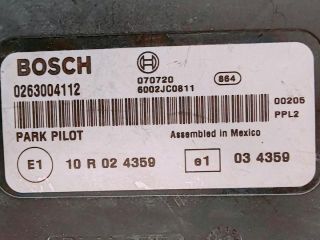 BOSCH 070720 864
0263004112 6002JC0811
00205
PPL2
PARK PILOT Assembled in Mexico
E1 10 R 02 4359 e1 03 4359